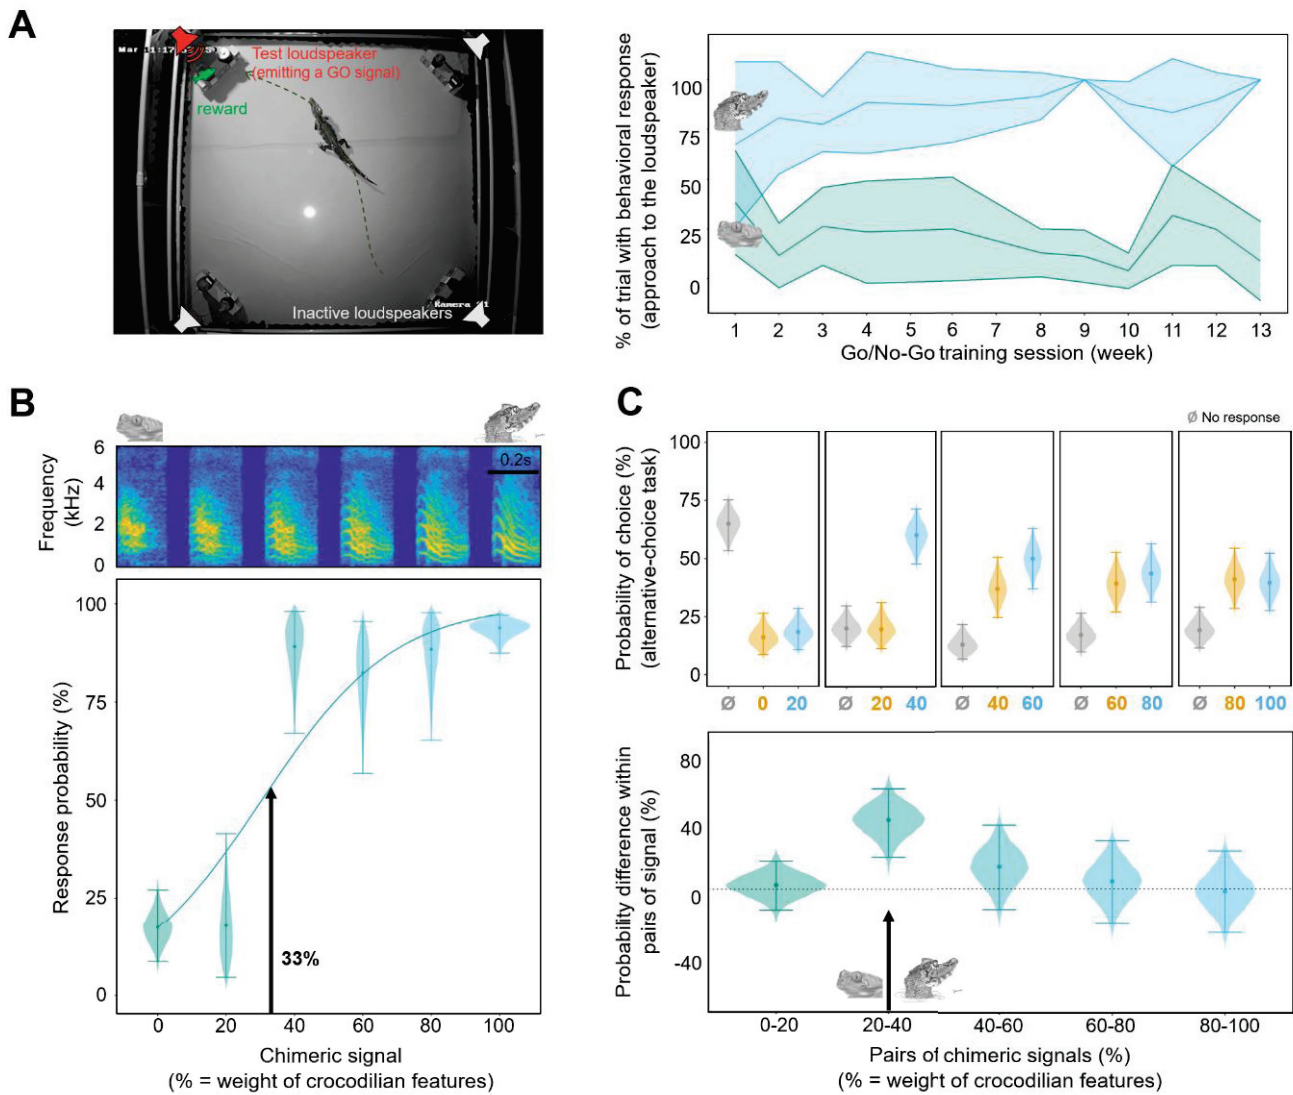 A
Test loudspeaker
(emitting a GO signal)
reward
Inactive loudspeakers
% of trial with behavioral response
(approach to the loudspeaker)
100
75
50
25
0
1 2 3 4 5 6 7 8 9 10 11 12 13
Go/No-Go training session (week)
B
Frequency
(kHz)
6
4
2
0
0.2s
Response probability (%)
100
75
50
25
0
33%
0 20 40 60 80 100
Chimeric signal
(% = weight of crocodilian features)
C
Ø No response
Probability of choice (%)
(alternative-choice task)
100
75
50
25
0
Ø 0 20 Ø 20 40 Ø 40 60 Ø 60 80 Ø 80 100
Probability difference within
pairs of signal (%)
80
40
0
-40
0-20 20-40 40-60 60-80 80-100
Pairs of chimeric signals (%)
(% = weight of crocodilian features)